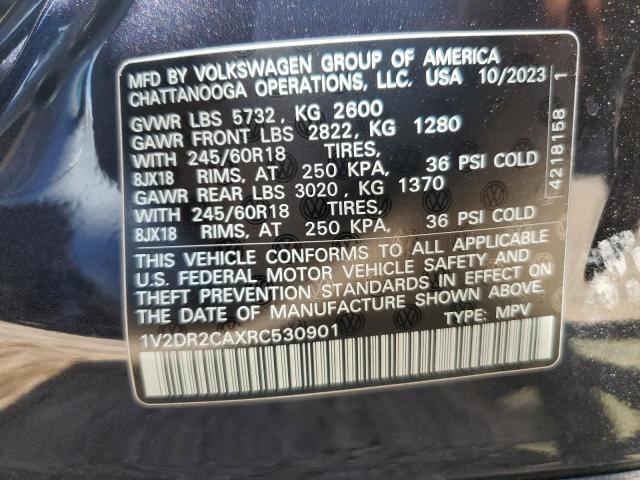 MFD BY VOLKSWAGEN GROUP OF AMERICA
CHATTANOOGA OPERATIONS, LLC. USA 10/2023
GVWR LBS 5732, KG 2600
GAWR FRONT LBS 2822, KG 1280
WITH 245/60R18 TIRES,
8JX18 RIMS, AT 250 KPA, 36 PSI COLD
GAWR REAR LBS 3020, KG 1370
WITH 245/60R18 TIRES,
8JX18 RIMS, AT 250 KPA, 36 PSI COLD
THIS VEHICLE CONFORMS TO ALL APPLICABLE
U.S. FEDERAL MOTOR VEHICLE SAFETY AND
THEFT PREVENTION STANDARDS IN EFFECT ON
THE DATE OF MANUFACTURE SHOWN ABOVE.
1V2DR2CAXRC530901 TYPE: MPV
4218158 1